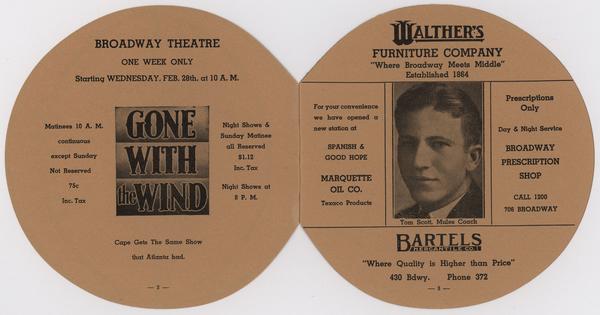 BROADWAY THEATRE
ONE WEEK ONLY
Starting WEDNESDAY, FEB. 28th. at 10 A. M.
Matinees 10 A. M.
continuous
except Sunday
Not Reserved
75c
Inc. Tax
GONE
WITH
the WIND
Night Shows &
Sunday Matinee
all Reserved
$1.12
Inc. Tax
Night Shows at
8 P. M.
Cape Gets The Same Show
that Atlanta had.
— 2 —
WALTHER'S
FURNITURE COMPANY
"Where Broadway Meets Middle"
Established 1864
For your convenience
we have opened a
new station at
SPANISH &
GOOD HOPE
MARQUETTE
OIL CO.
Texaco Products
Tom Scott, Mules Coach
Prescriptions
Only
Day & Night Service
BROADWAY
PRESCRIPTION
SHOP
CALL 1200
706 BROADWAY
BARTELS
MERCANTILE CO.
"Where Quality is Higher than Price"
430 Bdwy. Phone 372
— 3 —